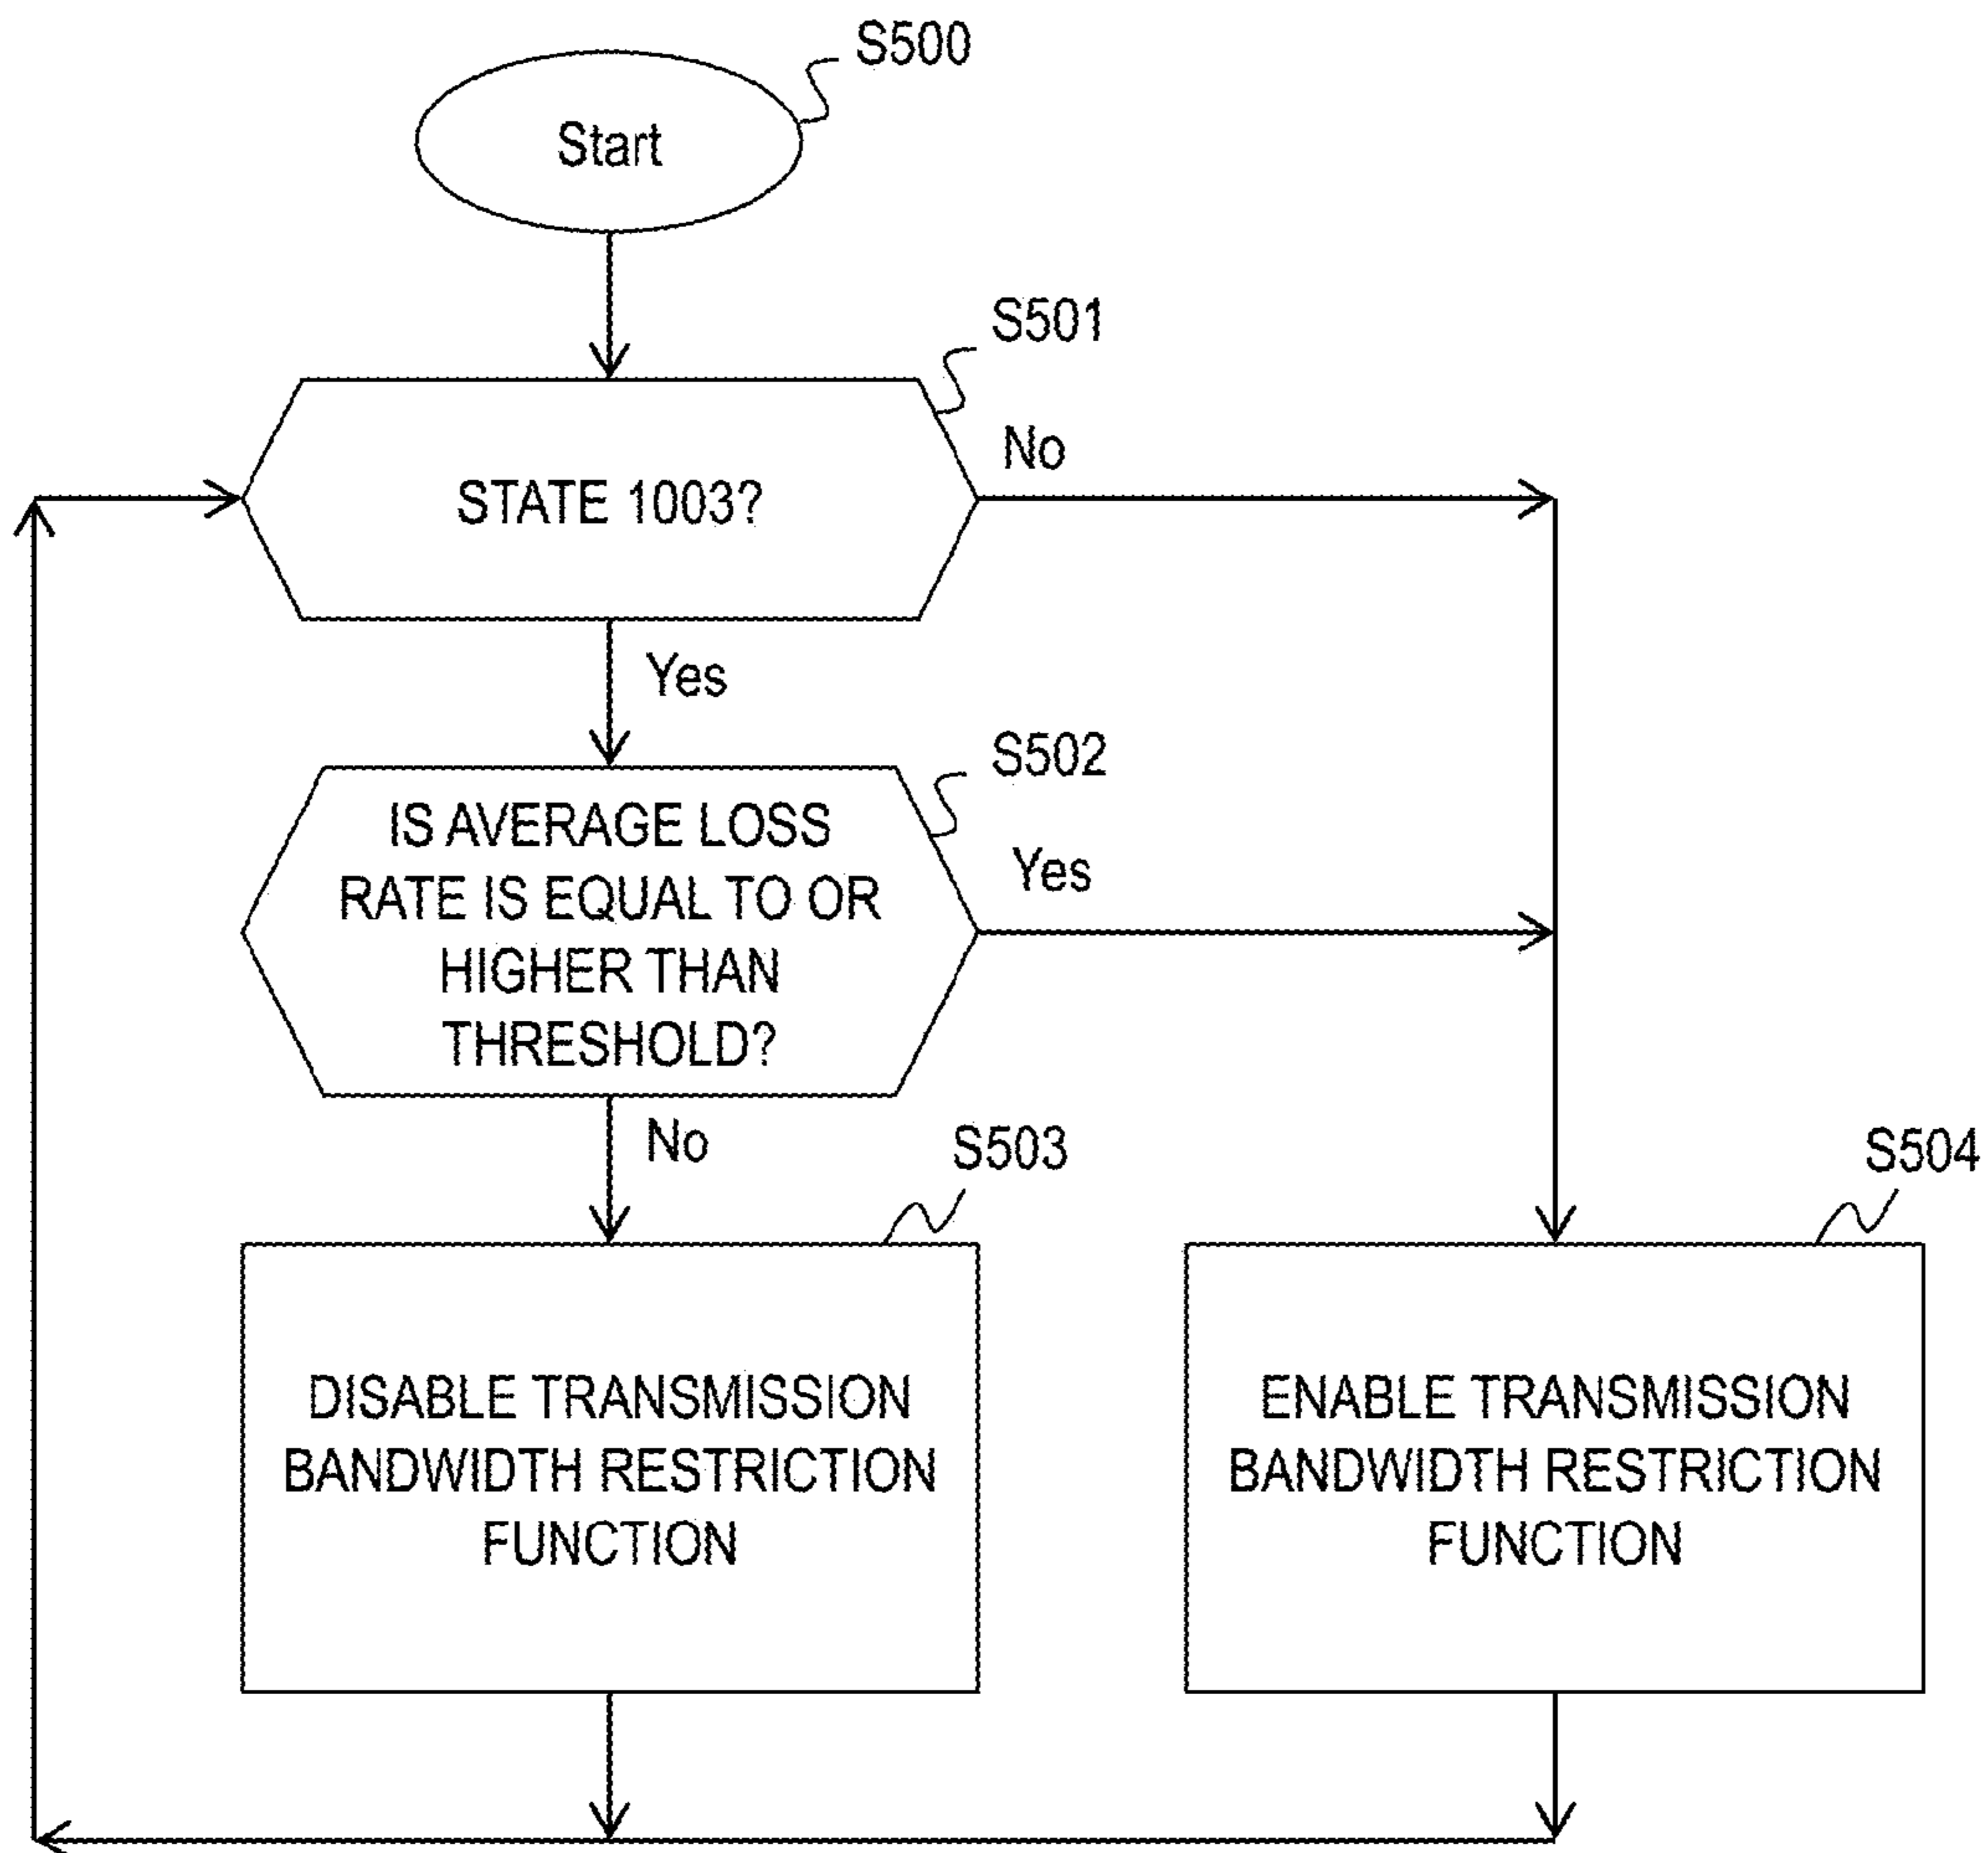 S500
Start
S501
No
STATE 1003?
Yes
S502
IS AVERAGE LOSS
RATE IS EQUAL TO OR
HIGHER THAN
THRESHOLD?
Yes
No
S503
S504
DISABLE TRANSMISSION
BANDWIDTH RESTRICTION
FUNCTION
ENABLE TRANSMISSION
BANDWIDTH RESTRICTION
FUNCTION